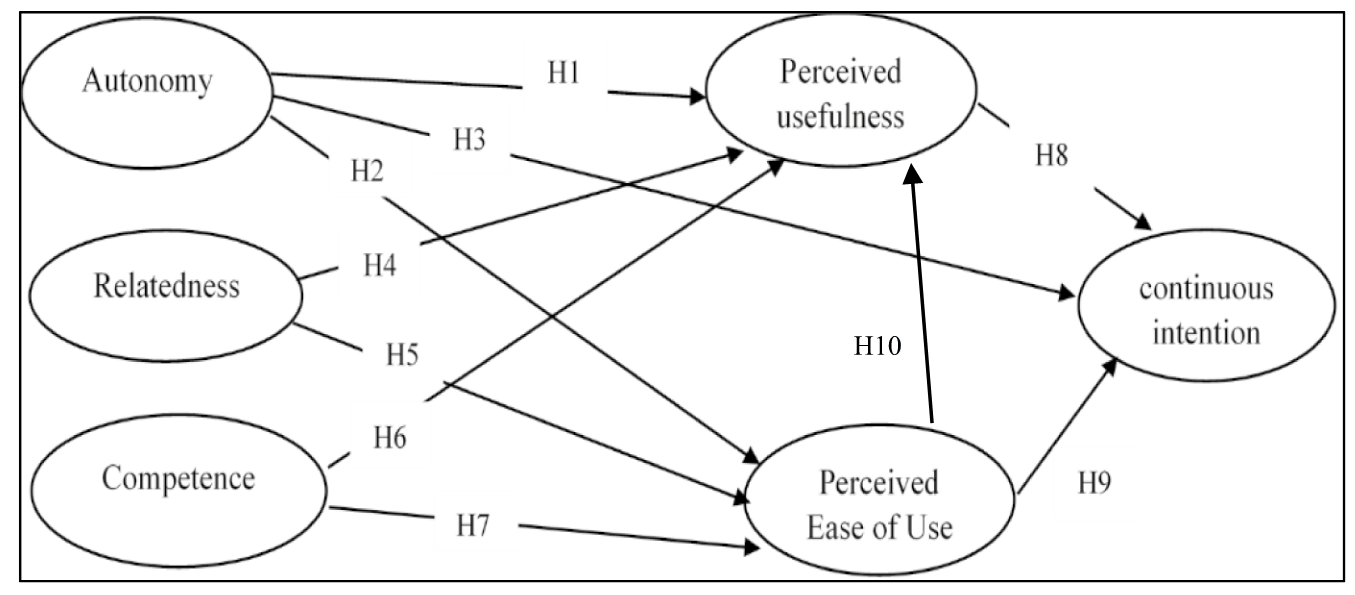 Autonomy
H1
Perceived
usefulness
H3
H2
H8
Relatedness
H4
continuous
intention
H5
H10
H6
Competence
H9
Perceived
Ease of Use
H7